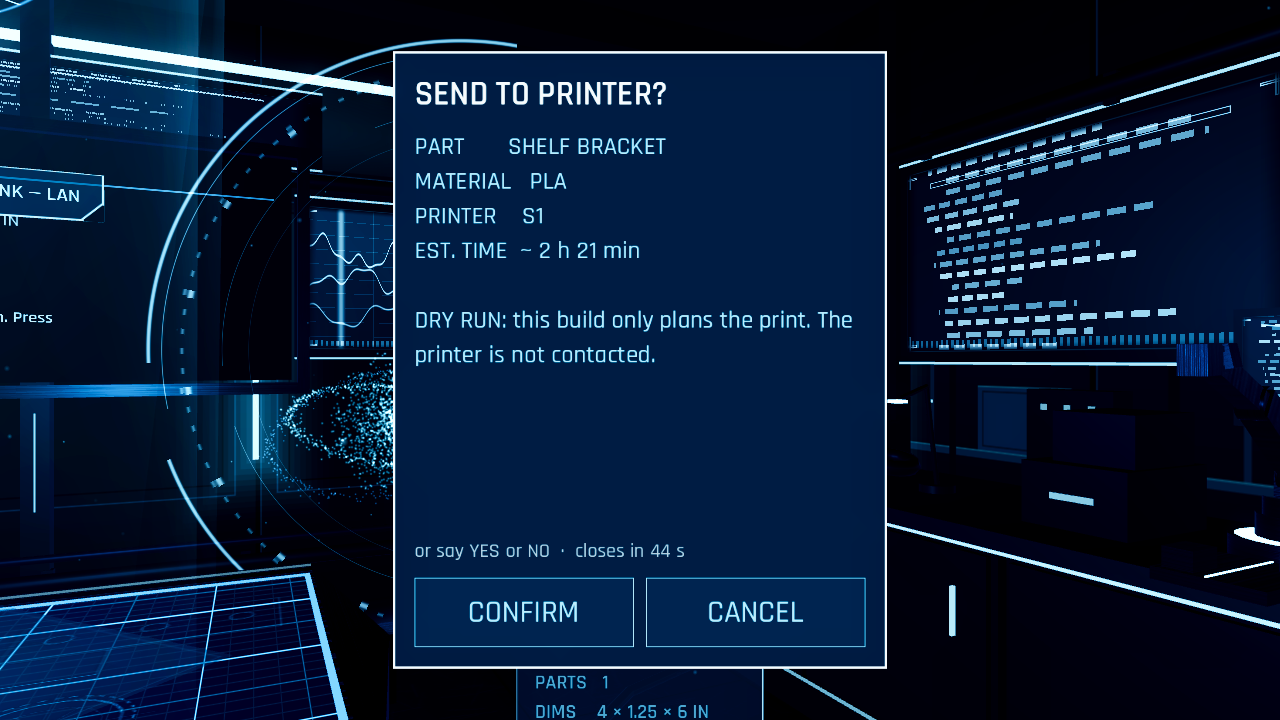 SEND TO PRINTER?
PART SHELF BRACKET
MATERIAL PLA
PRINTER S1
EST. TIME ~ 2 h 21 min
DRY RUN: this build only plans the print. The
printer is not contacted.
or say YES or NO · closes in 44 s
CONFIRM CANCEL
NK — LAN
IN
. Press
PARTS 1
DIMS 4 × 1.25 × 6 IN